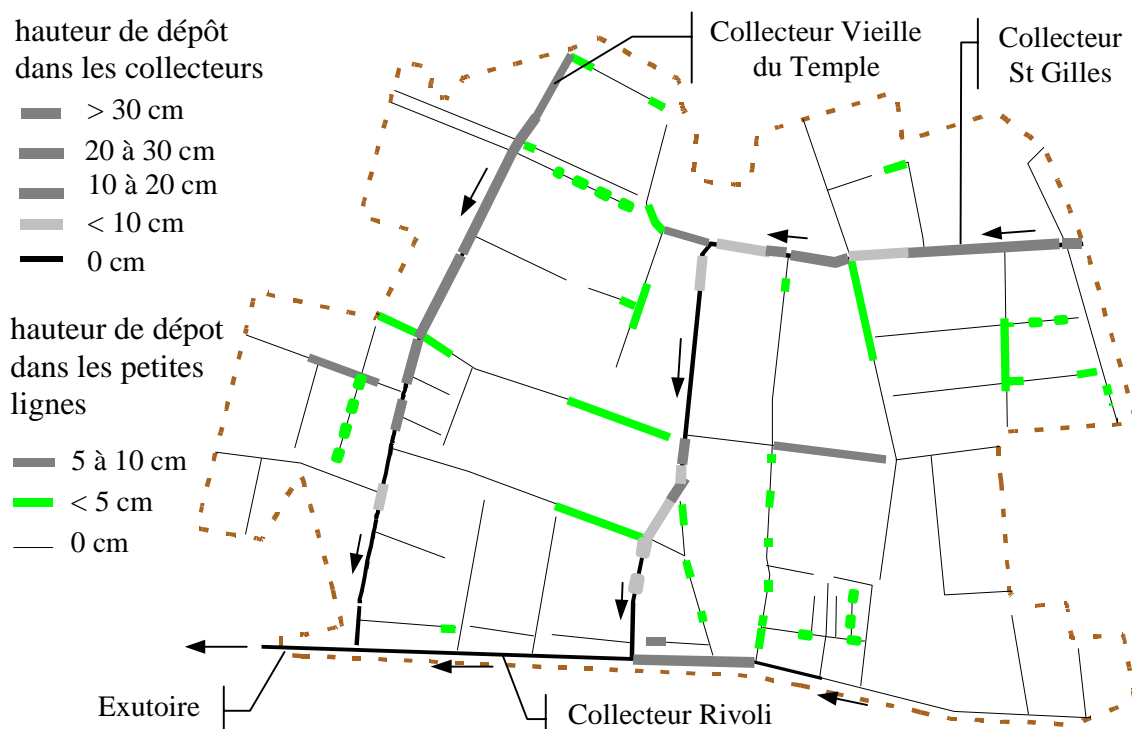 hauteur de dépôt
dans les collecteurs
> 30 cm
20 à 30 cm
10 à 20 cm
< 10 cm
0 cm
hauteur de dépot
dans les petites
lignes
5 à 10 cm
< 5 cm
0 cm
Collecteur Vieille
du Temple
Collecteur
St Gilles
Exutoire
Collecteur Rivoli